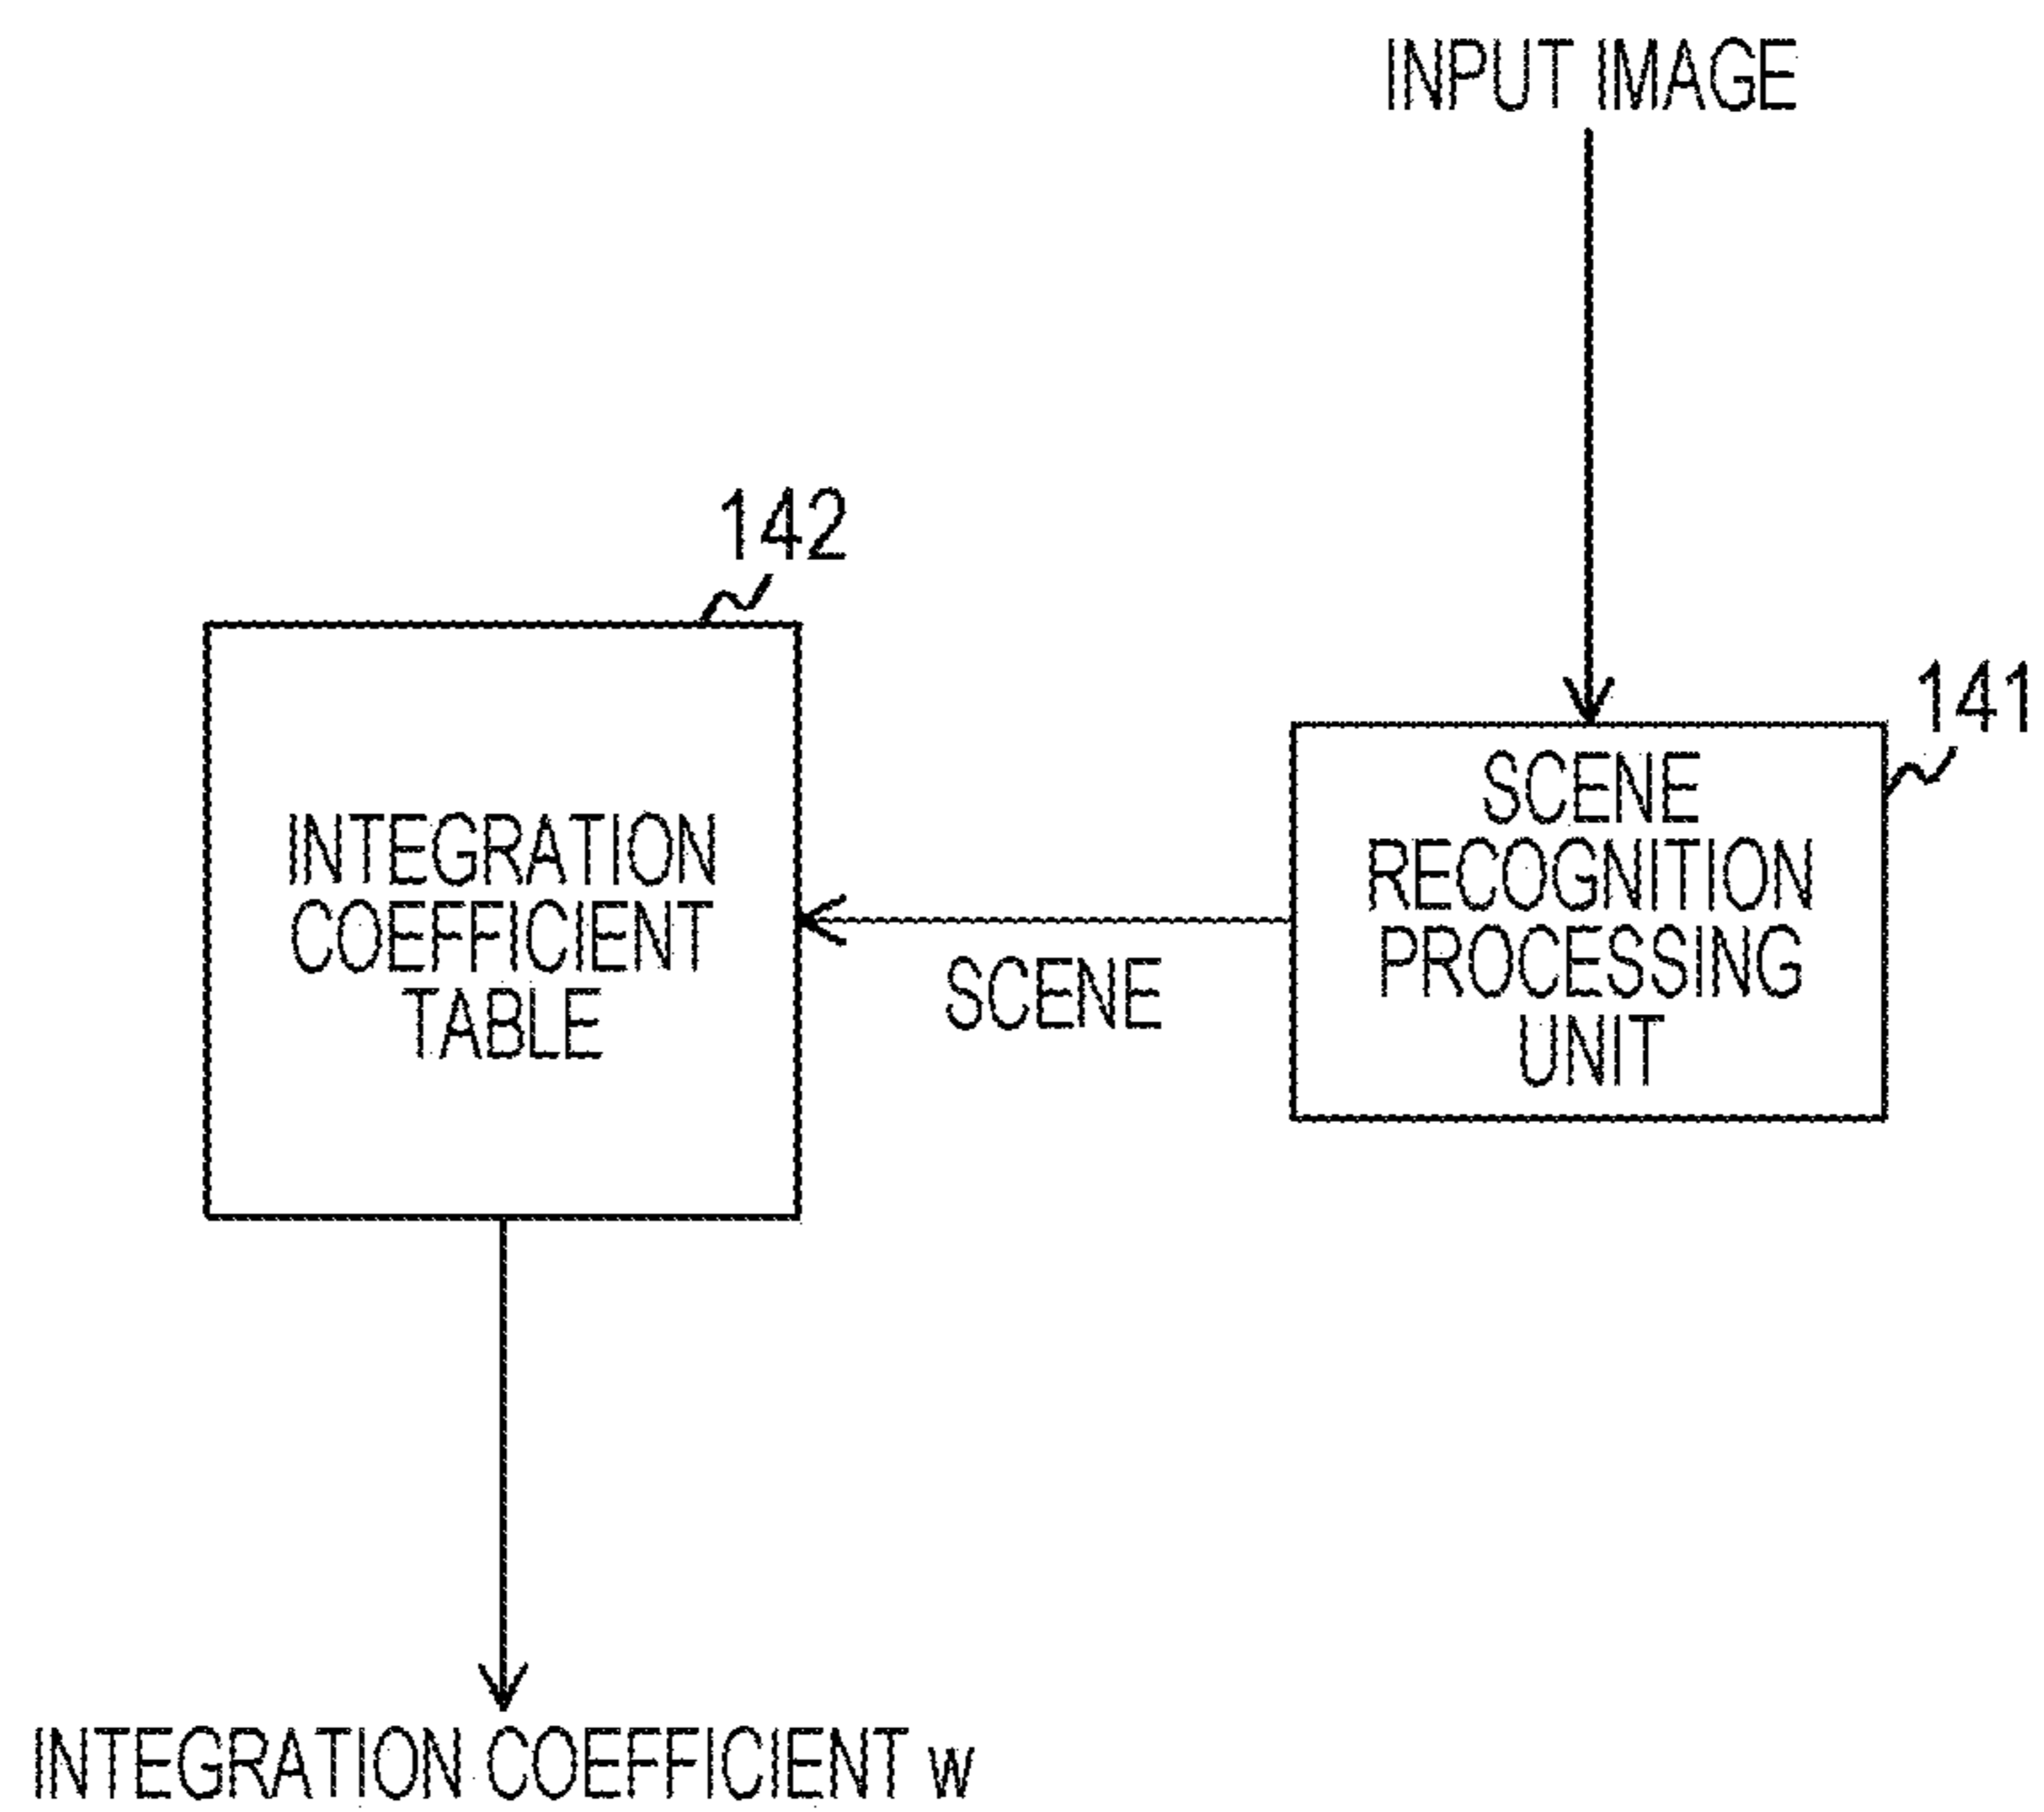 INPUT IMAGE
142
141
SCENE
RECOGNITION
PROCESSING
UNIT
INTEGRATION
COEFFICIENT
TABLE
SCENE
INTEGRATION COEFFICIENT w